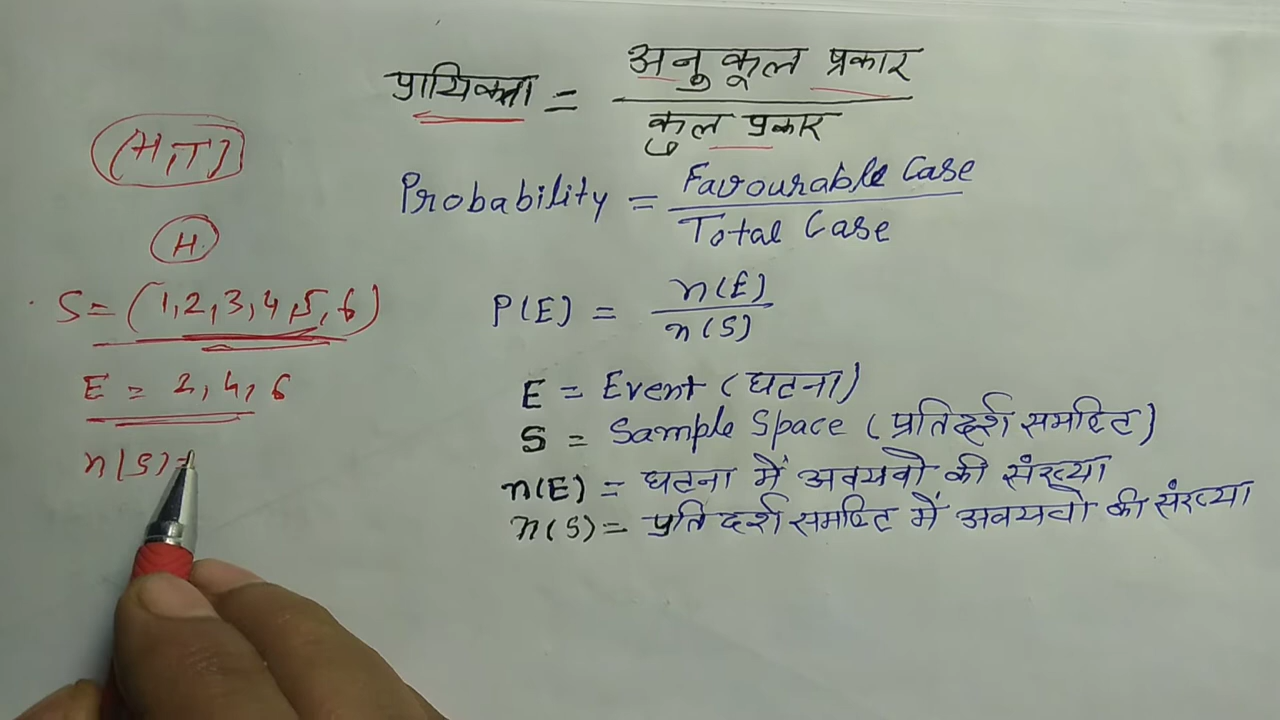 प्रायिकता = अनुकूल प्रकार
कुल प्रकार
Probability = Favourable Case
Total Case
P(E) = n(E)
n(S)
E = Event (घटना)
S = Sample Space (प्रतिदर्श समष्टि)
n(E) = घटना में अवयवो की संख्या
n(S) = प्रतिदर्श समष्टि में अवयवो की संख्या
(H,T)
H
S = (1,2,3,4,5,6)
E = 2,4,6
n(S) =